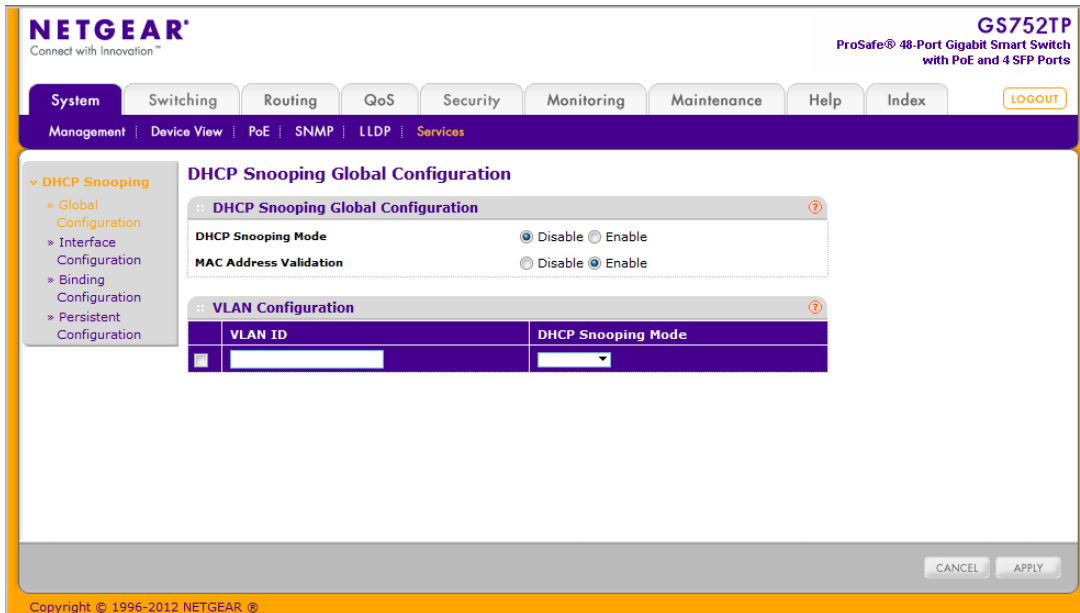 NETGEAR®
Connect with Innovation™
GS752TP
ProSafe® 48-Port Gigabit Smart Switch
with PoE and 4 SFP Ports
System Switching Routing QoS Security Monitoring Maintenance Help Index LOGOUT
Management Device View PoE SNMP LLDP Services
DHCP Snooping
» Global
Configuration
» Interface
Configuration
» Binding
Configuration
» Persistent
Configuration
DHCP Snooping Global Configuration
DHCP Snooping Global Configuration ?
DHCP Snooping Mode Disable Enable
MAC Address Validation Disable Enable
VLAN Configuration ?
VLAN ID DHCP Snooping Mode
CANCEL APPLY
Copyright © 1996-2012 NETGEAR ®